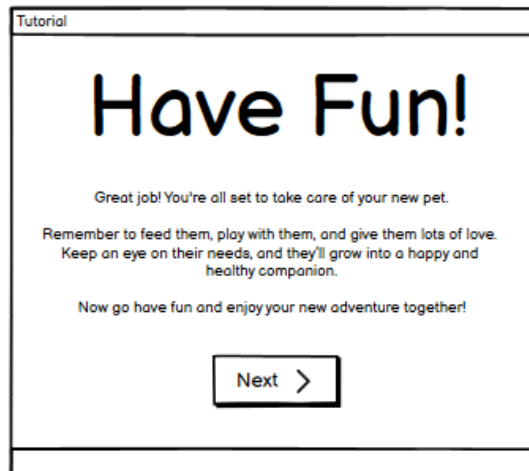 Tutorial
Have Fun!
Great job! You're all set to take care of your new pet.
Remember to feed them, play with them, and give them lots of love.
Keep an eye on their needs, and they'll grow into a happy and
healthy companion.
Now go have fun and enjoy your new adventure together!
Next